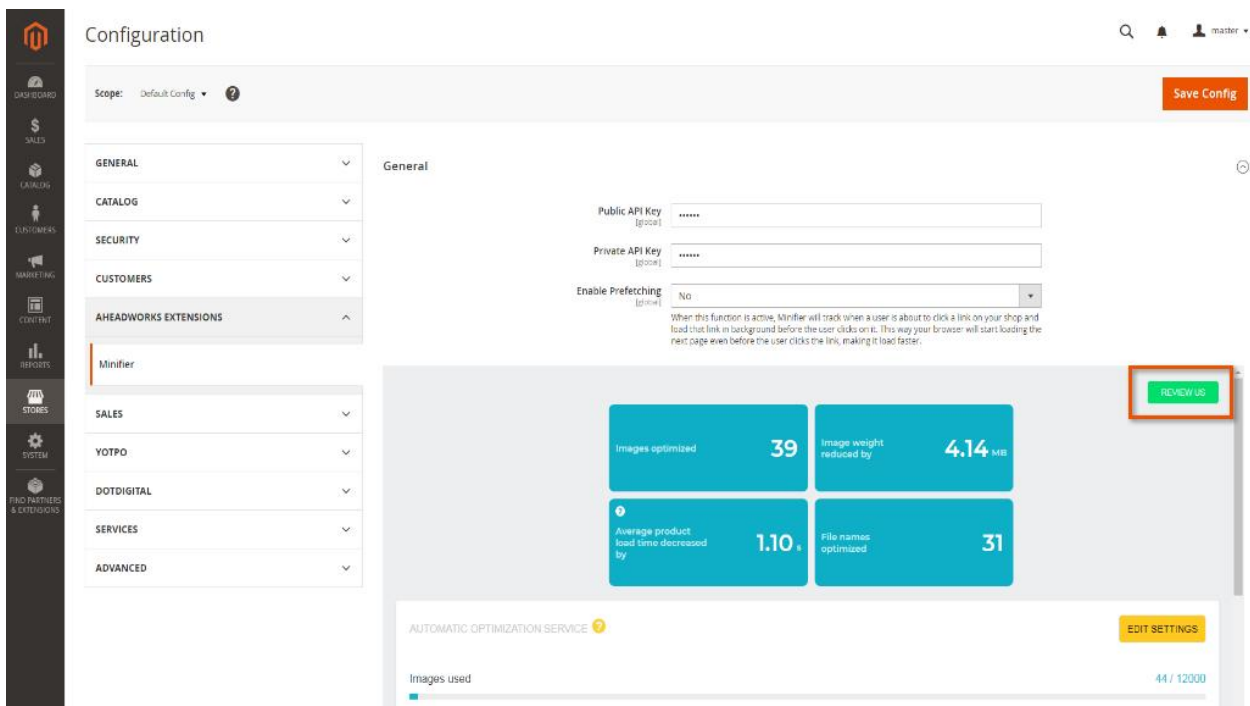 Configuration
master
DASHBOARD
SALES
CATALOG
CUSTOMERS
MARKETING
CONTENT
REPORTS
STORES
SYSTEM
FIND PARTNERS
& EXTENSIONS
Scope: Default Config
Save Config
GENERAL
CATALOG
SECURITY
CUSTOMERS
AHEADWORKS EXTENSIONS
Minifier
SALES
YOTPO
DOTDIGITAL
SERVICES
ADVANCED
General
Public API Key
[global]
••••••
Private API Key
[global]
••••••
Enable Prefetching
[global]
No
When this function is active, Minifier will track when a user is about to click a link on your shop and
load that link in background before the user clicks on it. This way your browser will start loading the
next page even before the user clicks the link, making it load faster.
REVIEW US
Images optimized 39
Image weight
reduced by 4.14 MB
Average product
load time decreased
by 1.10 s
File names
optimized 31
AUTOMATIC OPTIMIZATION SERVICE
EDIT SETTINGS
Images used 44 / 12000